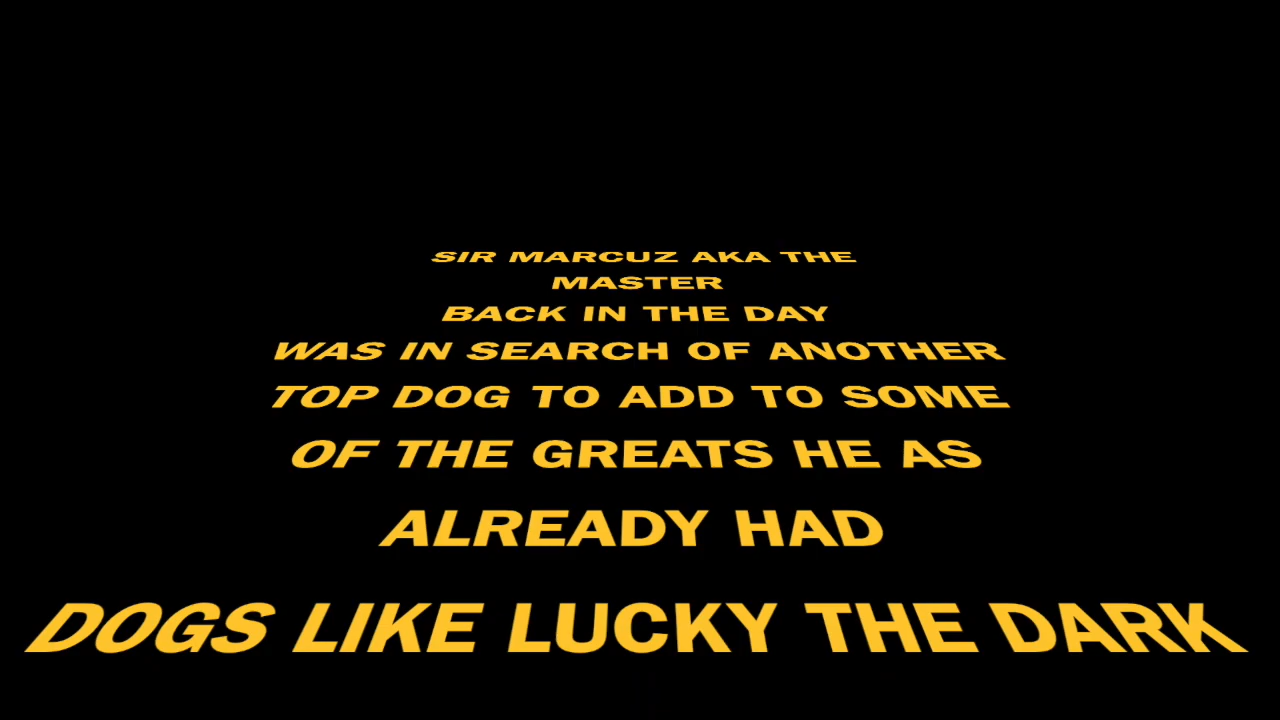 SIR MARCUZ AKA THE
MASTER
BACK IN THE DAY
WAS IN SEARCH OF ANOTHER
TOP DOG TO ADD TO SOME
OF THE GREATS HE AS
ALREADY HAD
DOGS LIKE LUCKY THE DARK